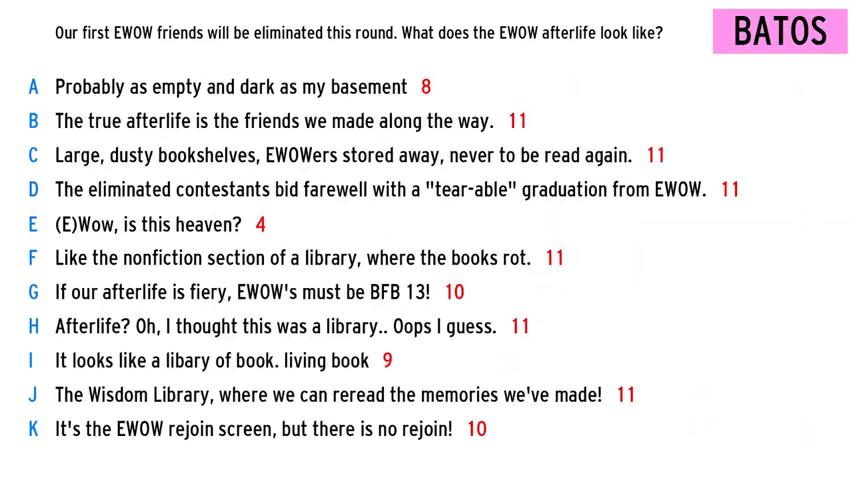 Our first EWOW friends will be eliminated this round. What does the EWOW afterlife look like?
BATOS
A Probably as empty and dark as my basement 8
B The true afterlife is the friends we made along the way. 11
C Large, dusty bookshelves, EWOWers stored away, never to be read again. 11
D The eliminated contestants bid farewell with a "tear-able" graduation from EWOW. 11
E (E)Wow, is this heaven? 4
F Like the nonfiction section of a library, where the books rot. 11
G If our afterlife is fiery, EWOW's must be BFB 13! 10
H Afterlife? Oh, I thought this was a library.. Oops I guess. 11
I It looks like a libary of book. living book 9
J The Wisdom Library, where we can reread the memories we've made! 11
K It's the EWOW rejoin screen, but there is no rejoin! 10